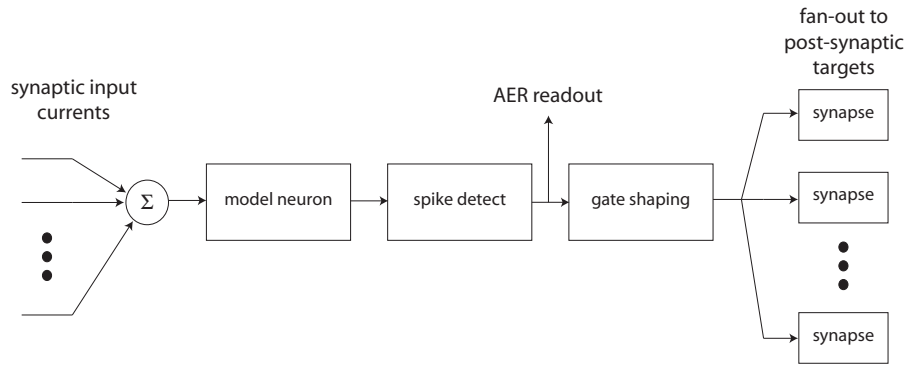 fan-out to
post-synaptic
targets
synaptic input
currents
AER readout
synapse
Σ
model neuron
spike detect
gate shaping
synapse
synapse